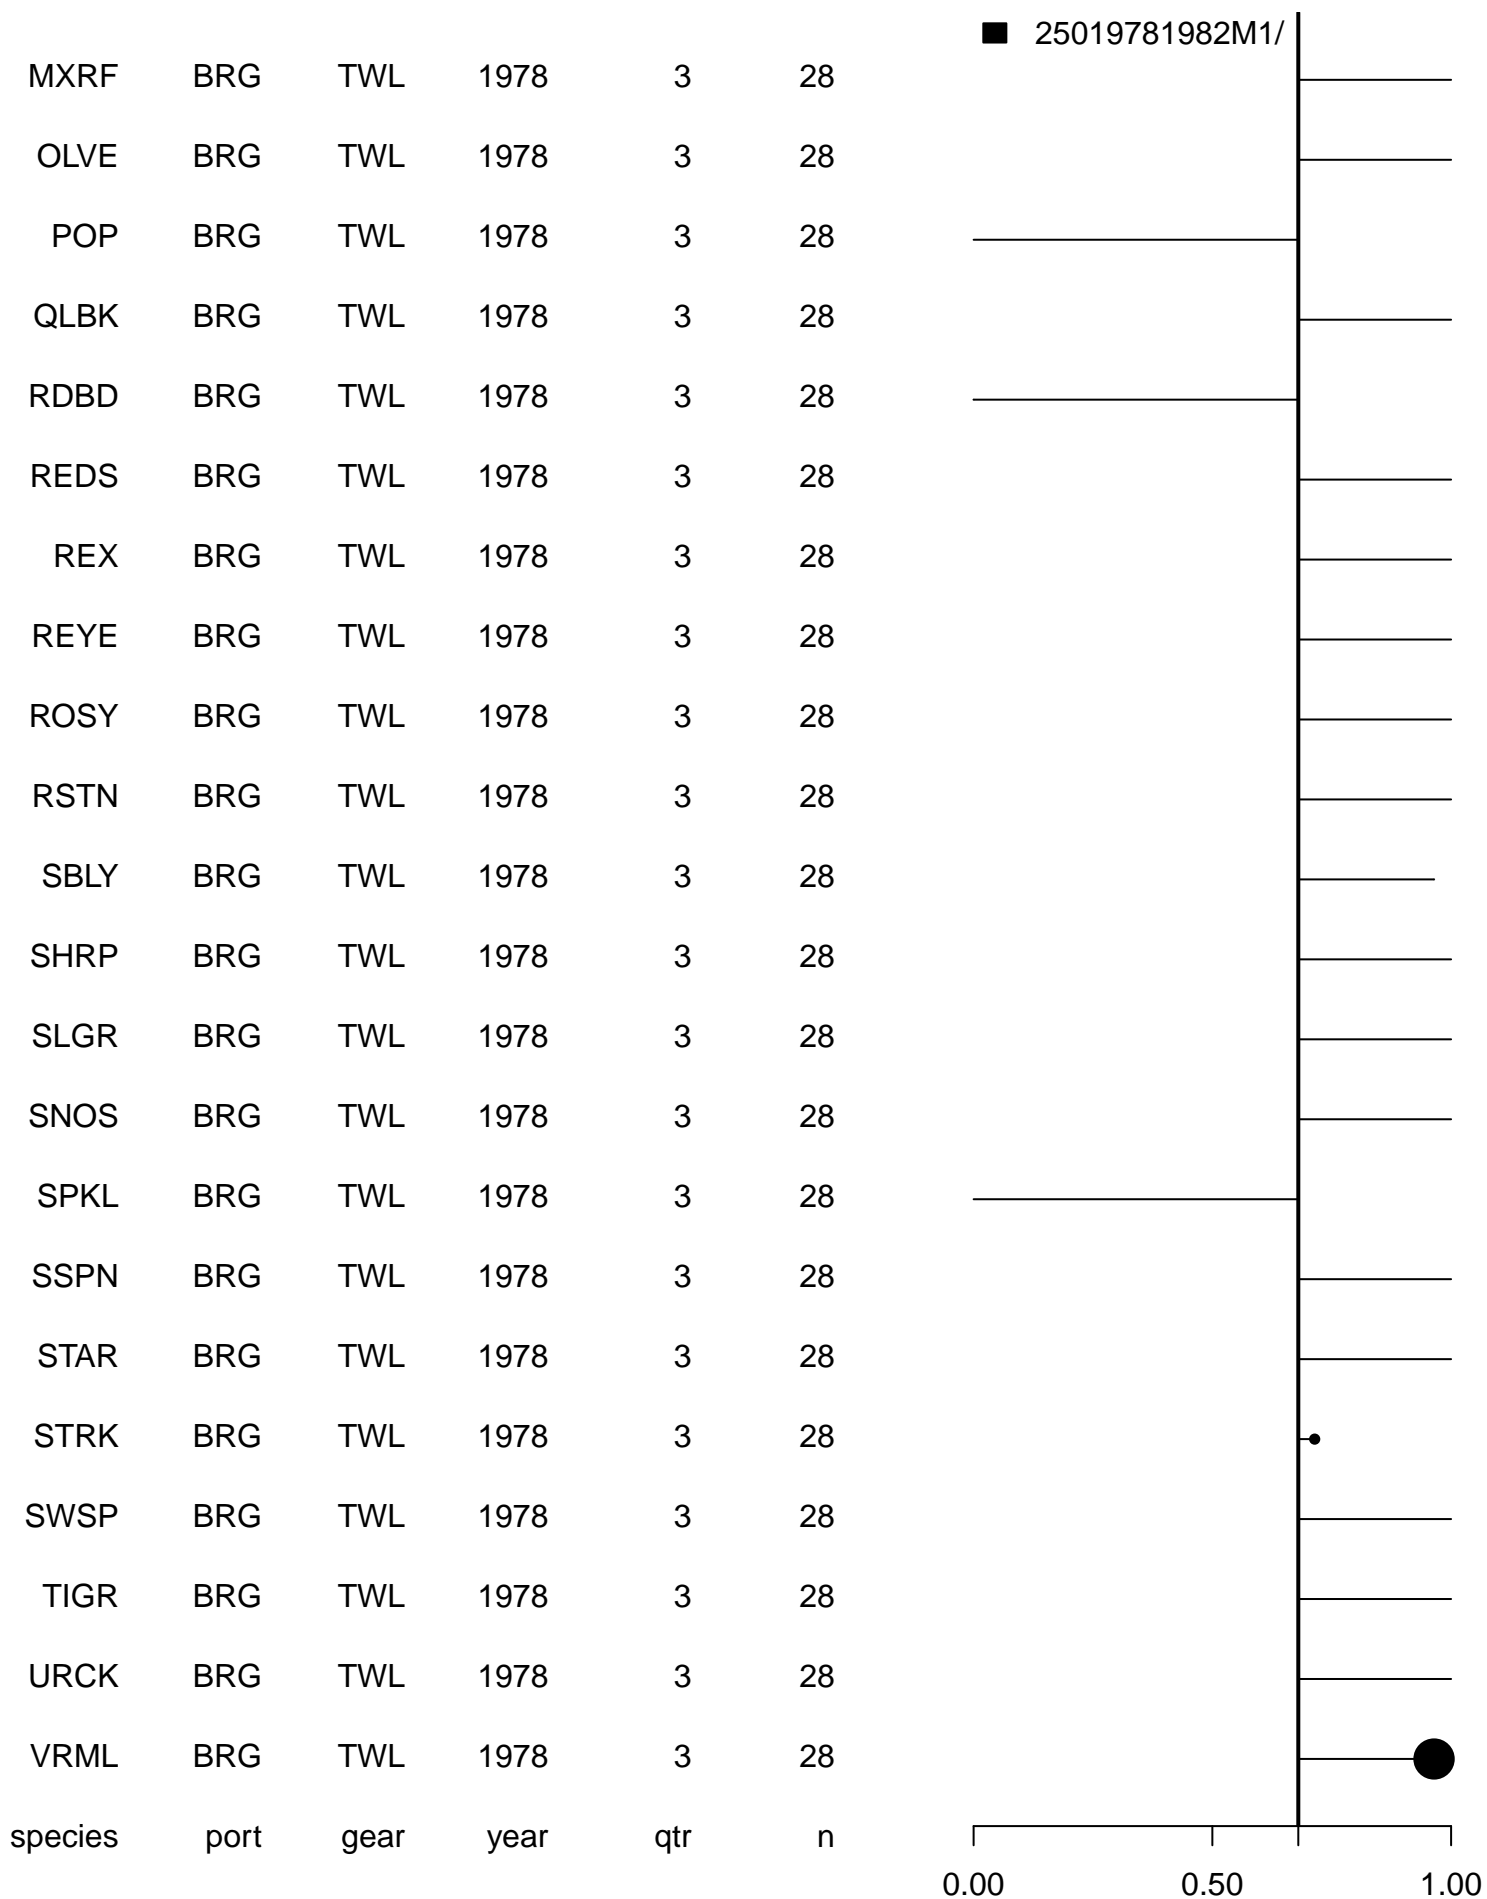 25019781982M1/
MXRF BRG TWL 1978 3 28
OLVE BRG TWL 1978 3 28
POP BRG TWL 1978 3 28
QLBK BRG TWL 1978 3 28
RDBD BRG TWL 1978 3 28
REDS BRG TWL 1978 3 28
REX BRG TWL 1978 3 28
REYE BRG TWL 1978 3 28
ROSY BRG TWL 1978 3 28
RSTN BRG TWL 1978 3 28
SBLY BRG TWL 1978 3 28
SHRP BRG TWL 1978 3 28
SLGR BRG TWL 1978 3 28
SNOS BRG TWL 1978 3 28
SPKL BRG TWL 1978 3 28
SSPN BRG TWL 1978 3 28
STAR BRG TWL 1978 3 28
STRK BRG TWL 1978 3 28
SWSP BRG TWL 1978 3 28
TIGR BRG TWL 1978 3 28
URCK BRG TWL 1978 3 28
VRML BRG TWL 1978 3 28
species port gear year qtr n
0.00 0.50 1.00